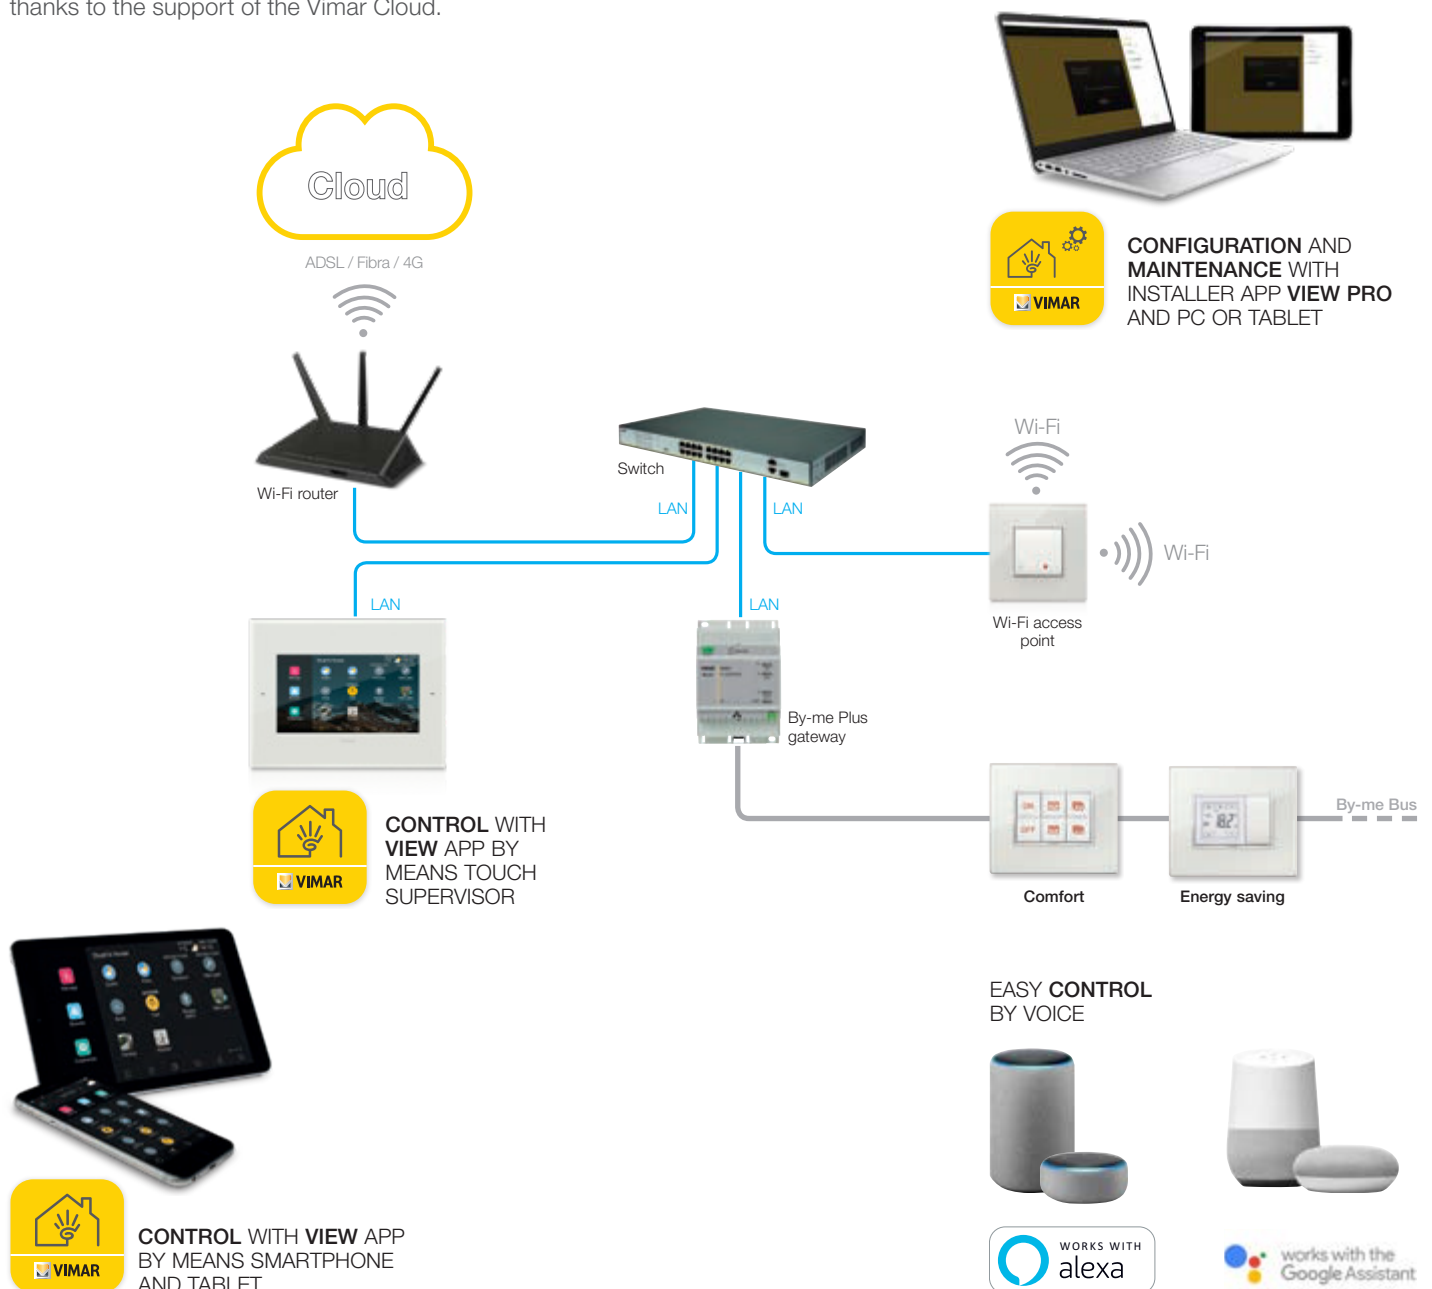 thanks to the support of the Vimar Cloud.
Cloud
ADSL / Fibra / 4G
VIMAR
CONFIGURATION AND
MAINTENANCE WITH
INSTALLER APP VIEW PRO
AND PC OR TABLET
Wi-Fi router
Switch
LAN
LAN
Wi-Fi
Wi-Fi
Wi-Fi access
point
LAN
LAN
By-me Plus
gateway
ON
OFF
18.2°
By-me Bus
Comfort
Energy saving
VIMAR
CONTROL WITH
VIEW APP BY
MEANS TOUCH
SUPERVISOR
EASY CONTROL
BY VOICE
VIMAR
CONTROL WITH VIEW APP
BY MEANS SMARTPHONE
AND TABLET
WORKS WITH
alexa
works with the
Google Assistant